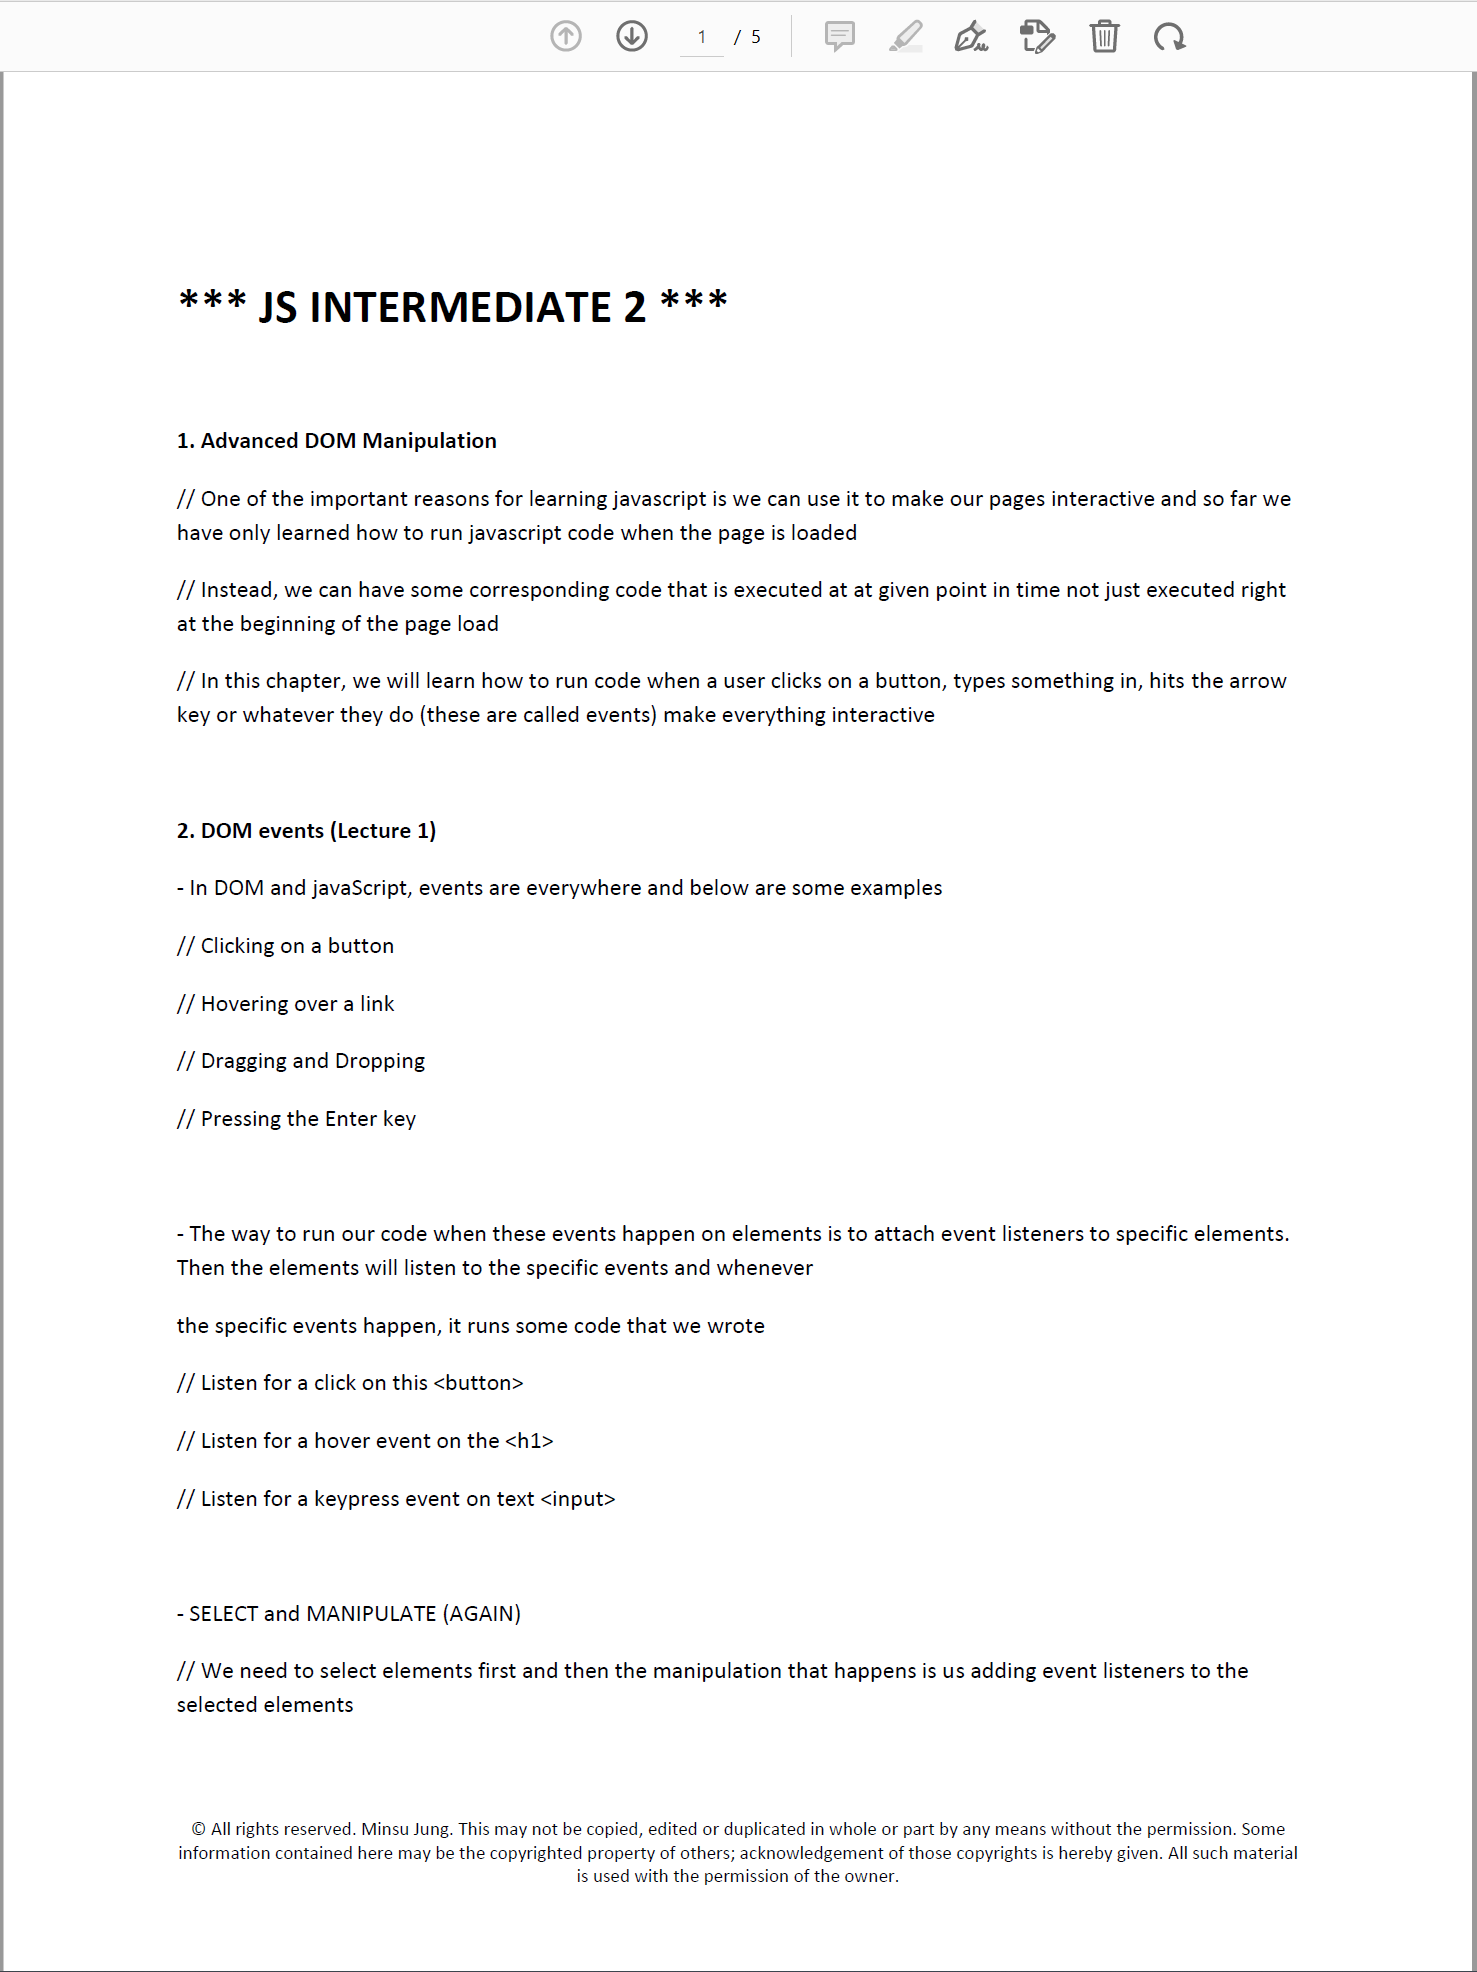 1 / 5
*** JS INTERMEDIATE 2 ***
1. Advanced DOM Manipulation
// One of the important reasons for learning javascript is we can use it to make our pages interactive and so far we
have only learned how to run javascript code when the page is loaded
// Instead, we can have some corresponding code that is executed at at given point in time not just executed right
at the beginning of the page load
// In this chapter, we will learn how to run code when a user clicks on a button, types something in, hits the arrow
key or whatever they do (these are called events) make everything interactive
2. DOM events (Lecture 1)
- In DOM and javaScript, events are everywhere and below are some examples
// Clicking on a button
// Hovering over a link
// Dragging and Dropping
// Pressing the Enter key
- The way to run our code when these events happen on elements is to attach event listeners to specific elements.
Then the elements will listen to the specific events and whenever
the specific events happen, it runs some code that we wrote
// Listen for a click on this <button>
// Listen for a hover event on the <h1>
// Listen for a keypress event on text <input>
- SELECT and MANIPULATE (AGAIN)
// We need to select elements first and then the manipulation that happens is us adding event listeners to the
selected elements
© All rights reserved. Minsu Jung. This may not be copied, edited or duplicated in whole or part by any means without the permission. Some
information contained here may be the copyrighted property of others; acknowledgement of those copyrights is hereby given. All such material
is used with the permission of the owner.